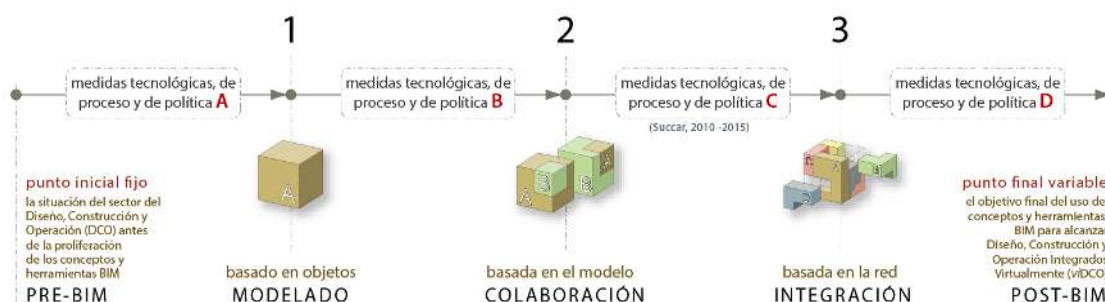 1
2
3
medidas tecnológicas, de
proceso y de política A
medidas tecnológicas, de
proceso y de política B
medidas tecnológicas, de
proceso y de política C
(Succar, 2010 -2015)
medidas tecnológicas, de
proceso y de política D
punto inicial fijo
la situación del sector del
Diseño, Construcción y
Operación (DCO) antes
de la proliferación
de los conceptos y
herramientas BIM
PRE-BIM
A
basado en objetos
MODELADO
A
B
B
A
basada en el modelo
COLABORACIÓN
basada en la red
INTEGRACIÓN
punto final variable
el objetivo final del uso de
conceptos y herramientas
BIM para alcanzar
Diseño, Construcción y
Operación Integrados
Virtualmente (viDCO)
POST-BIM